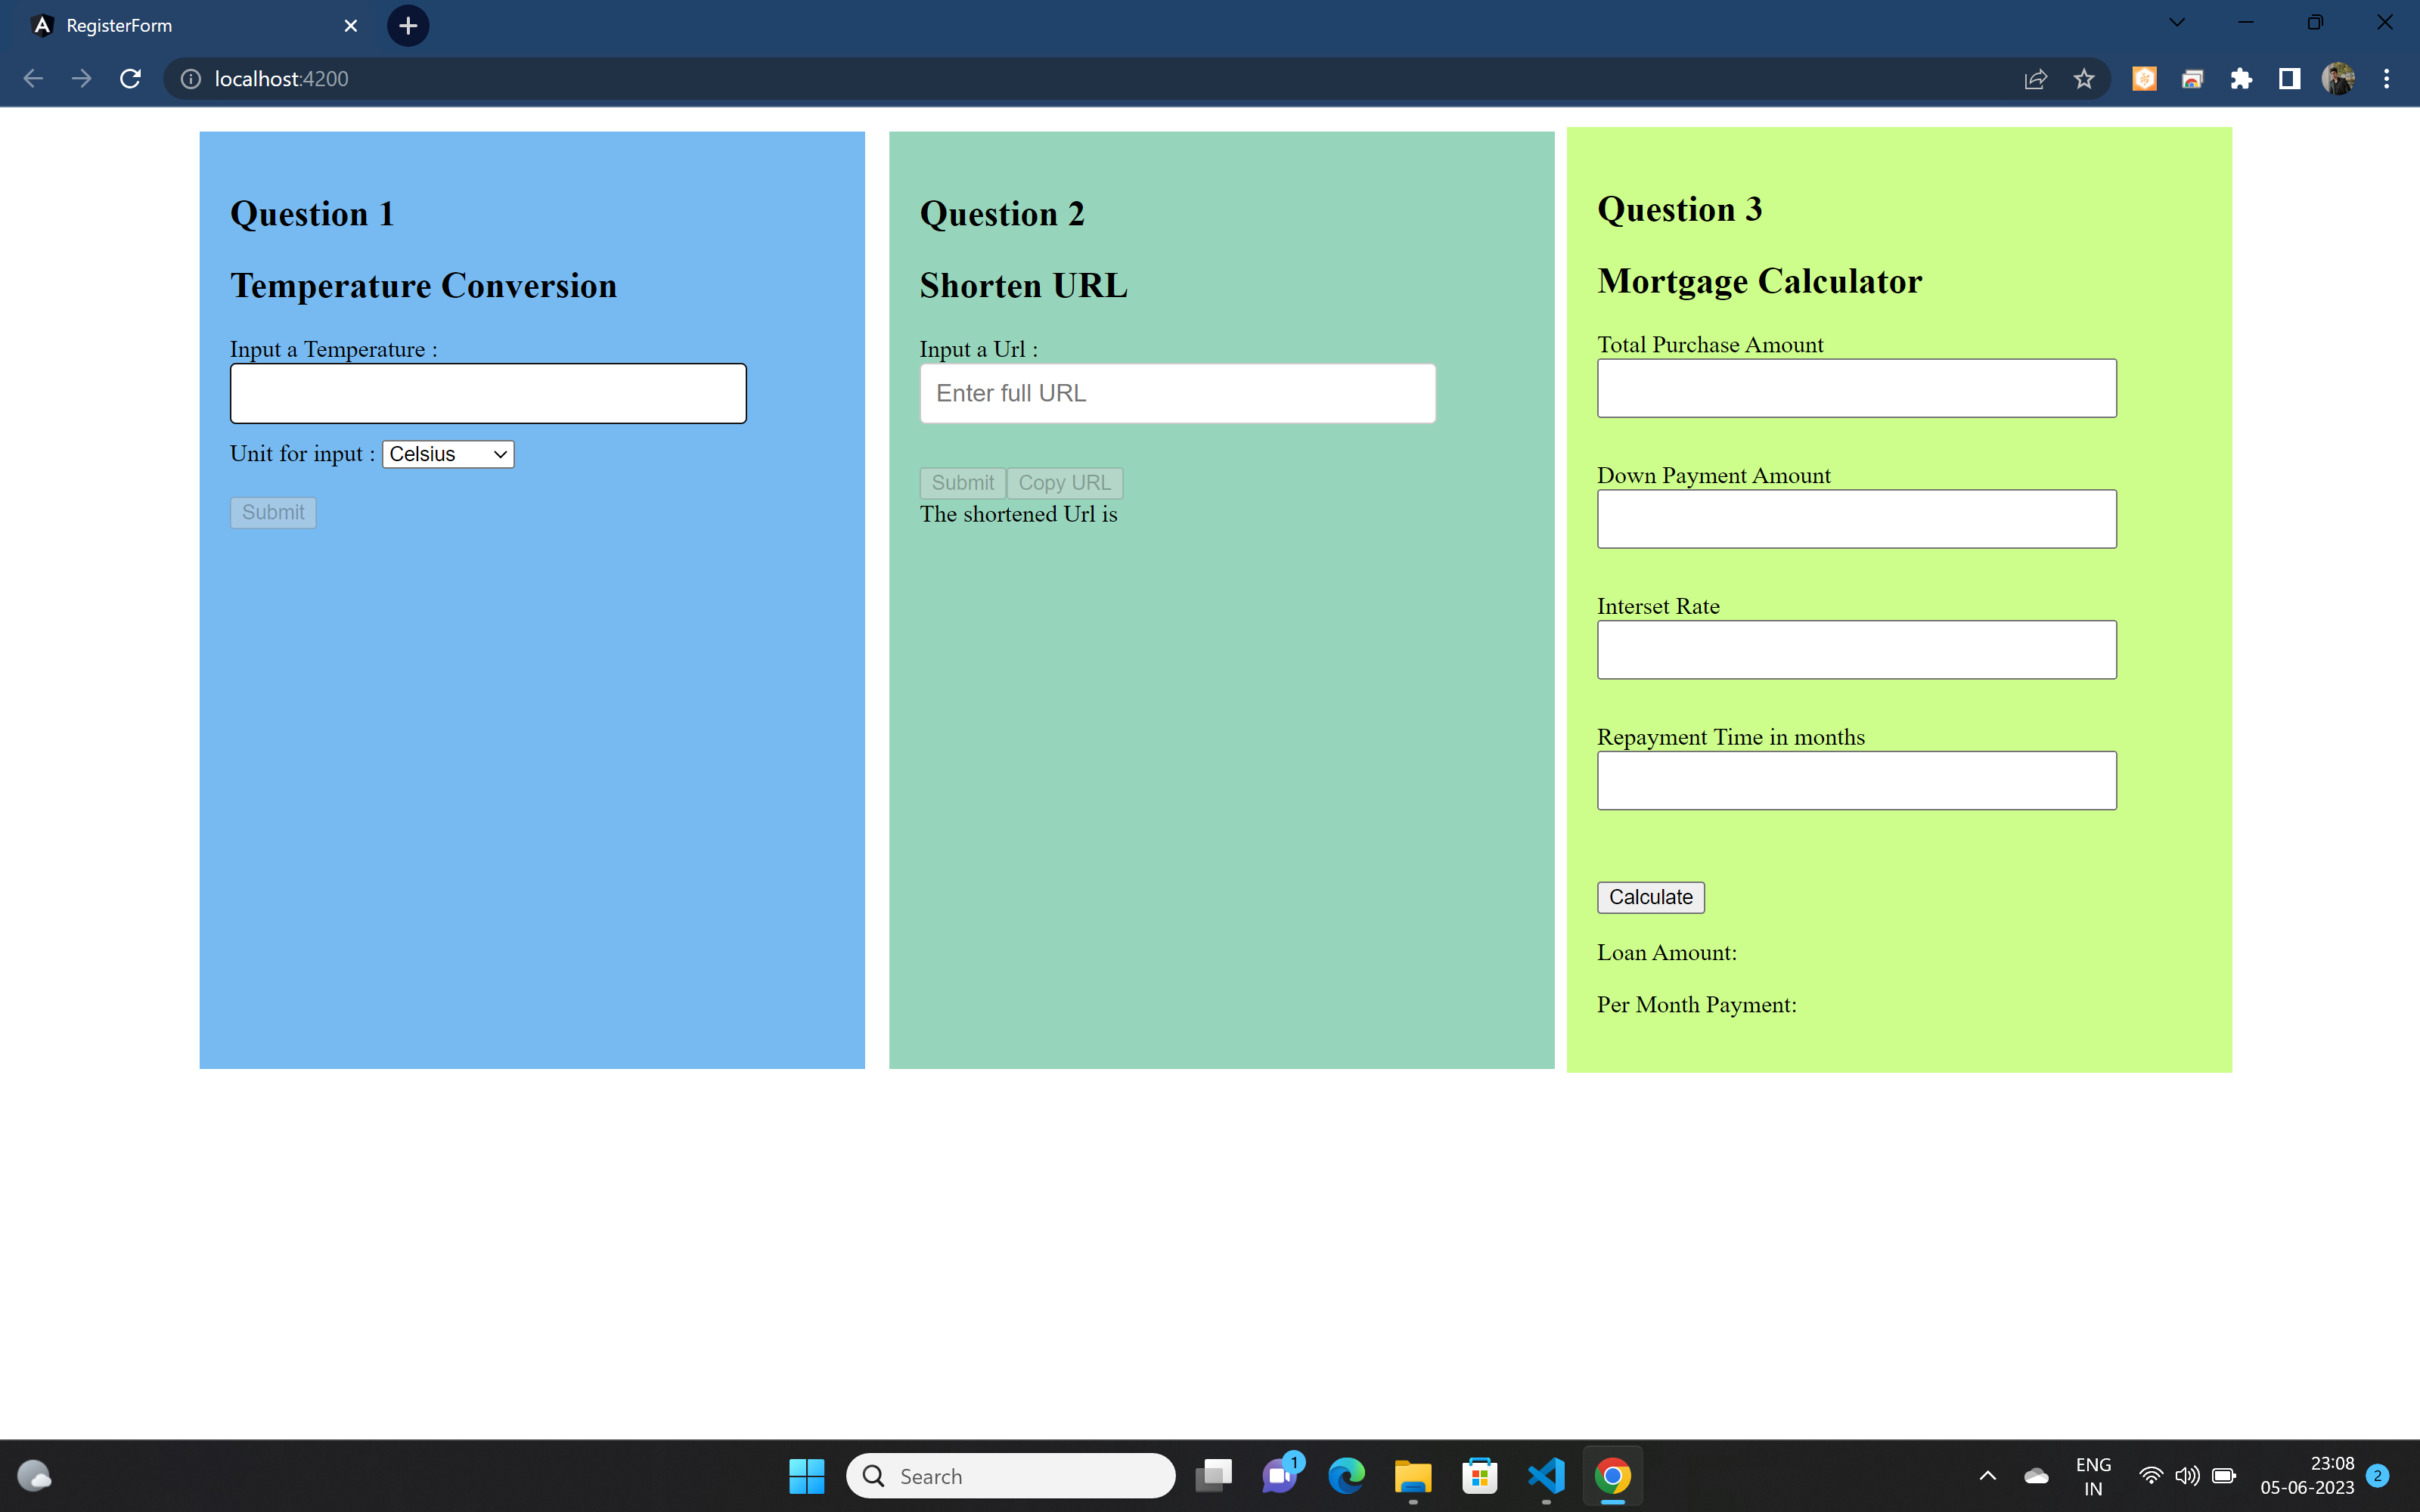 RegisterForm
localhost:4200
Question 1
Temperature Conversion
Input a Temperature :
Unit for input : Celsius
Submit
Question 2
Shorten URL
Input a Url :
Enter full URL
Submit Copy URL
The shortened Url is
Question 3
Mortgage Calculator
Total Purchase Amount
Down Payment Amount
Interset Rate
Repayment Time in months
Calculate
Loan Amount:
Per Month Payment:
Search
1
ENG
IN
23:08
05-06-2023
2